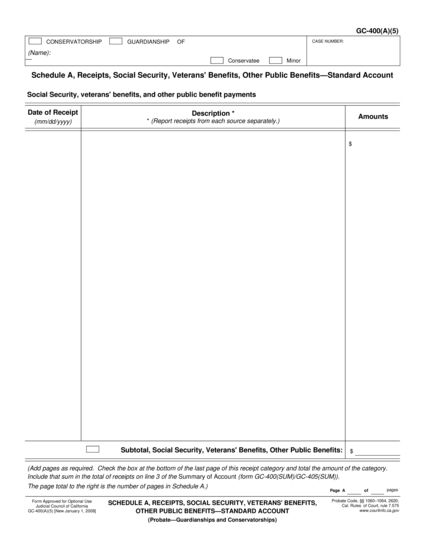 GC-400(A)(5)
CONSERVATORSHIP GUARDIANSHIP OF
CASE NUMBER:
(Name):
Conservatee Minor
Schedule A, Receipts, Social Security, Veterans' Benefits, Other Public Benefits—Standard Account
Social Security, veterans' benefits, and other public benefit payments
Date of Receipt
(mm/dd/yyyy)
Description *
* (Report receipts from each source separately.)
Amounts
$
Subtotal, Social Security, Veterans' Benefits, Other Public Benefits: $
(Add pages as required. Check the box at the bottom of the last page of this receipt category and total the amount of the category.
Include that sum in the total of receipts on line 3 of the Summary of Account (form GC-400(SUM)/GC-405(SUM)).
The page total to the right is the number of pages in Schedule A.)
Page A of pages
Form Approved for Optional Use
Judicial Council of California
GC-400(A)(5) [New January 1, 2008]
SCHEDULE A, RECEIPTS, SOCIAL SECURITY, VETERANS' BENEFITS,
OTHER PUBLIC BENEFITS—STANDARD ACCOUNT
(Probate—Guardianships and Conservatorships)
Probate Code, §§ 1060–1064, 2620,
Cal. Rules of Court, rule 7.575
www.courtinfo.ca.gov